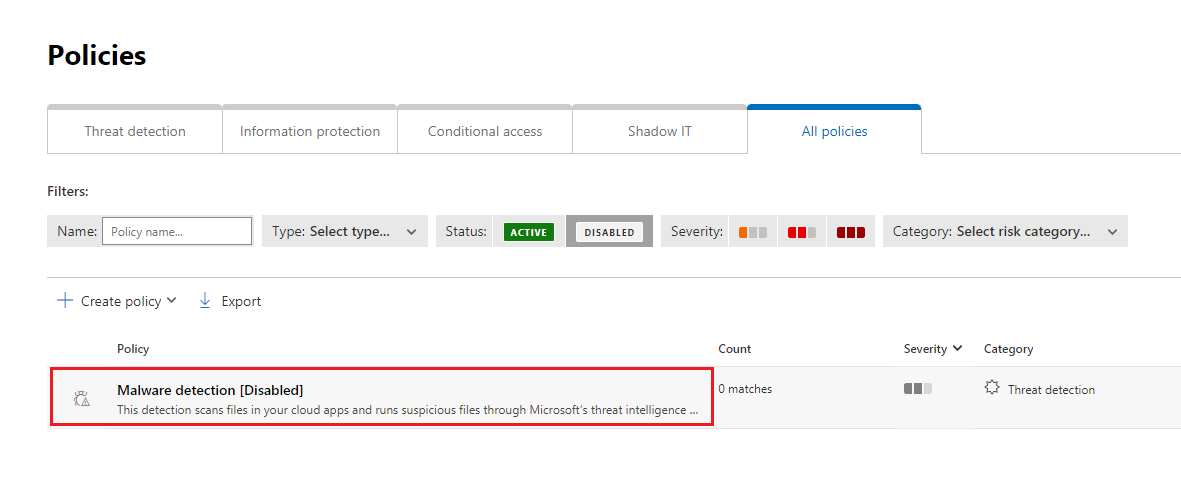 Policies
Threat detection
Information protection
Conditional access
Shadow IT
All policies
Filters:
Name: Policy name... Type: Select type... Status: ACTIVE DISABLED Severity: Category: Select risk category...
Create policy Export
Policy Count Severity Category
Malware detection [Disabled] 0 matches Threat detection
This detection scans files in your cloud apps and runs suspicious files through Microsoft's threat intelligence ...